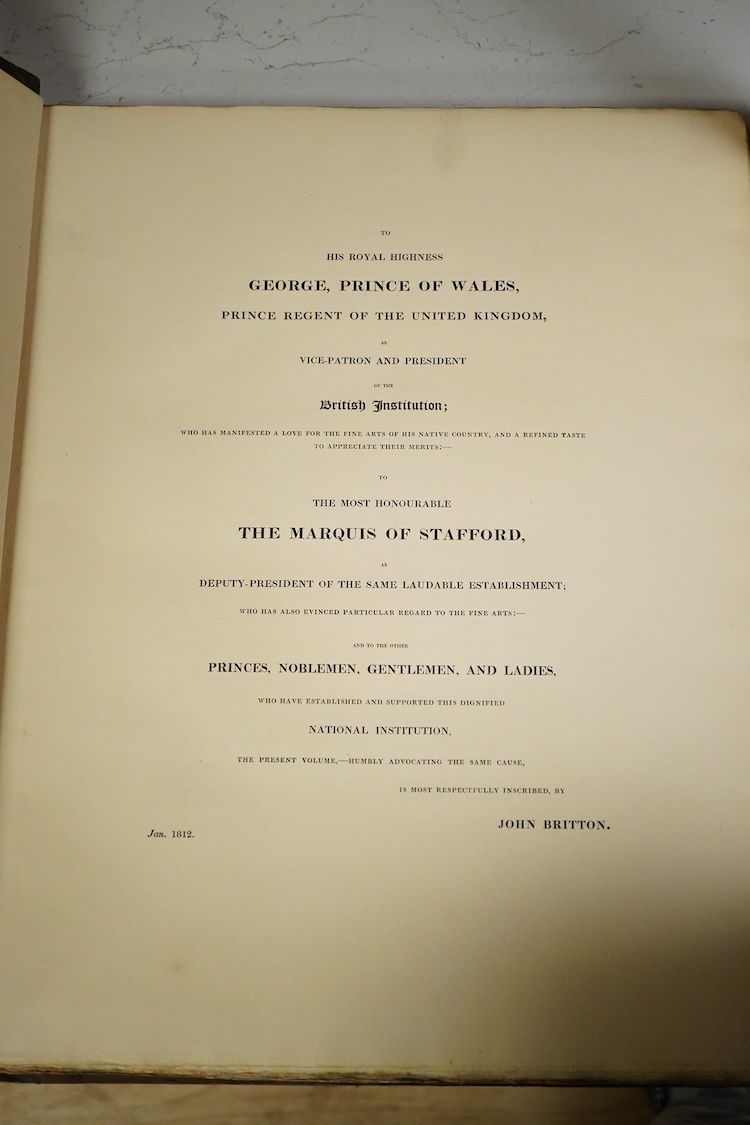 TO
HIS ROYAL HIGHNESS
GEORGE, PRINCE OF WALES,
PRINCE REGENT OF THE UNITED KINGDOM,
AS
VICE-PATRON AND PRESIDENT
OF THE
British Institution;
WHO HAS MANIFESTED A LOVE FOR THE FINE ARTS OF HIS NATIVE COUNTRY, AND A REFINED TASTE
TO APPRECIATE THEIR MERITS:—
TO
THE MOST HONOURABLE
THE MARQUIS OF STAFFORD,
AS
DEPUTY-PRESIDENT OF THE SAME LAUDABLE ESTABLISHMENT;
WHO HAS ALSO EVINCED PARTICULAR REGARD TO THE FINE ARTS:—
AND TO THE OTHER
PRINCES, NOBLEMEN, GENTLEMEN, AND LADIES,
WHO HAVE ESTABLISHED AND SUPPORTED THIS DIGNIFIED
NATIONAL INSTITUTION,
THE PRESENT VOLUME,—HUMBLY ADVOCATING THE SAME CAUSE,
IS MOST RESPECTFULLY INSCRIBED, BY
JOHN BRITTON.
Jan. 1812.